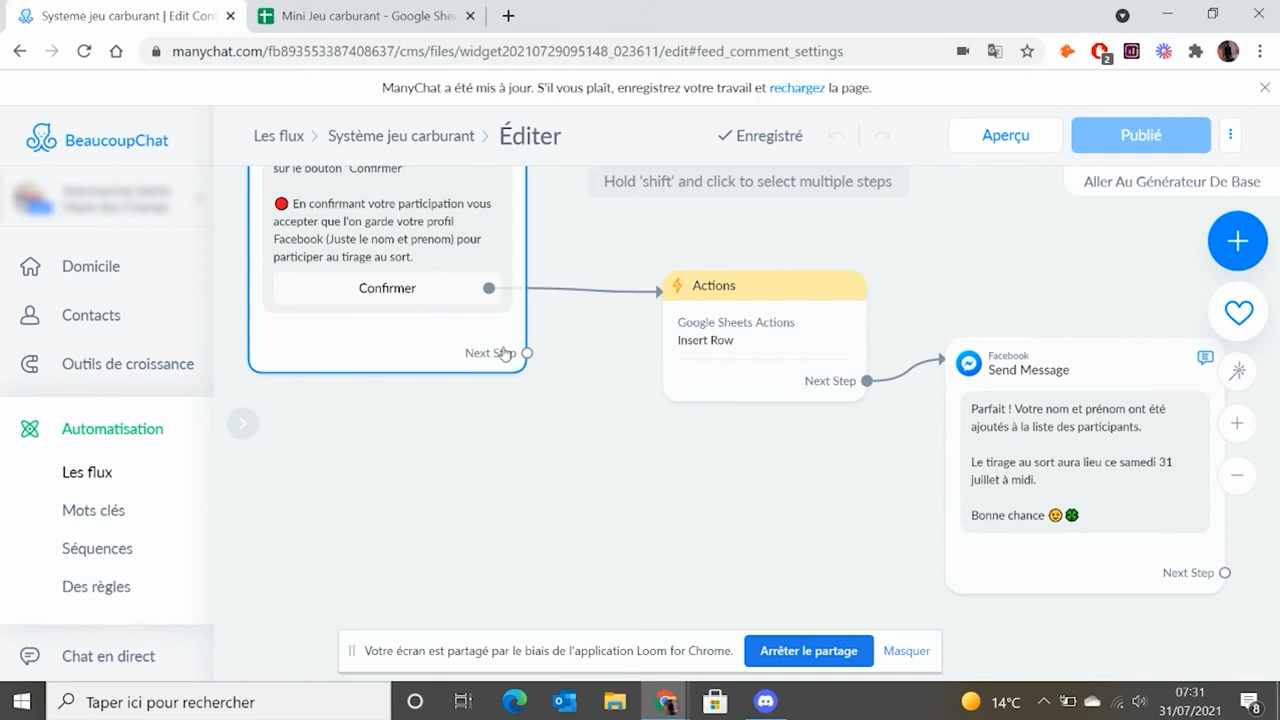 Systeme jeu carburant | Edit Con
Mini Jeu carburant - Google She
manychat.com/fb893553387408637/cms/files/widget20210729095148_023611/edit#feed_comment_settings
2
ManyChat a été mis à jour. S'il vous plaît, enregistrez votre travail et rechargez la page.
BeaucoupChat
Les flux > Système jeu carburant > Éditer
Enregistré
Aperçu
Publié
Hold 'shift' and click to select multiple steps
Aller Au Générateur De Base
Domicile
Contacts
Outils de croissance
Automatisation
Les flux
Mots clés
Séquences
Des règles
Chat en direct
sur le bouton "Confrmer"
🔴 En confirmant votre participation vous
accepter que l'on garde votre profil
Facebook (Juste le nom et prenom) pour
participer au tirage au sort.
Confirmer
Next Step
Actions
Google Sheets Actions
Insert Row
Next Step
Facebook
Send Message
Parfait ! Votre nom et prénom ont été
ajoutés à la liste des participants.
Le tirage au sort aura lieu ce samedi 31
juillet à midi.
Bonne chance 😉🍀
Next Step
Votre écran est partagé par le biais de l'application Loom for Chrome.
Arrêter le partage
Masquer
Taper ici pour rechercher
14°C
07:31
31/07/2021
8